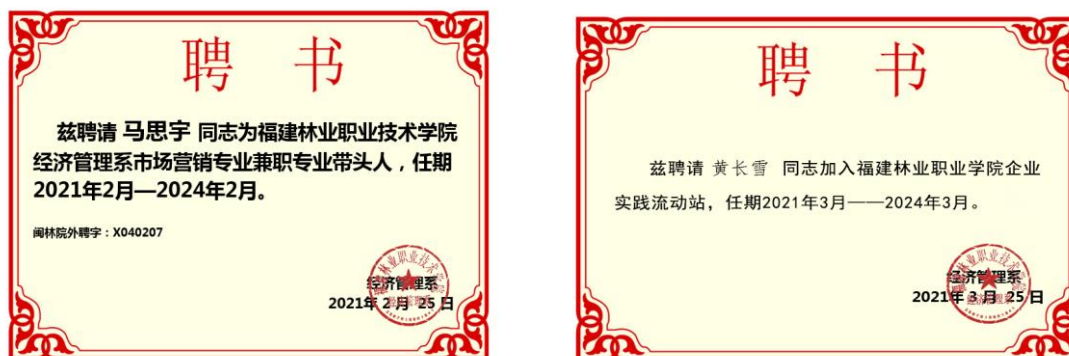 聘 书
兹聘请 马思宇 同志为福建林业职业技术学院
经济管理系市场营销专业兼职专业带头人，任期
2021年2月—2024年2月。
闽林院外聘字：X040207
经济管理系
2021年 2月 25 日
聘 书
兹聘请 黄长雪 同志加入福建林业职业学院企业
实践流动站，任期2021年3月——2024年3月。
经济管理系
2021年 3月 25日